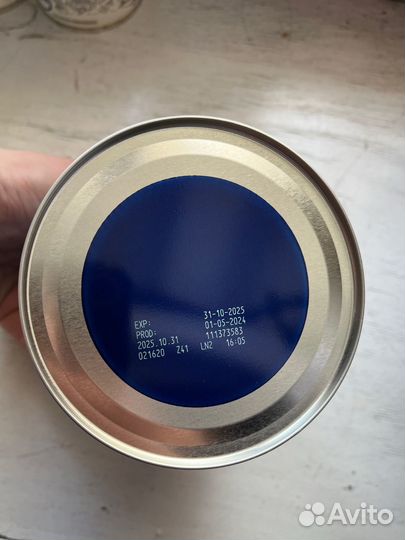 EXP: 31-10-2025
PROD: 01-05-2024
2025.10.31 111373583
021620 Z41 LN2 16:05
Avito